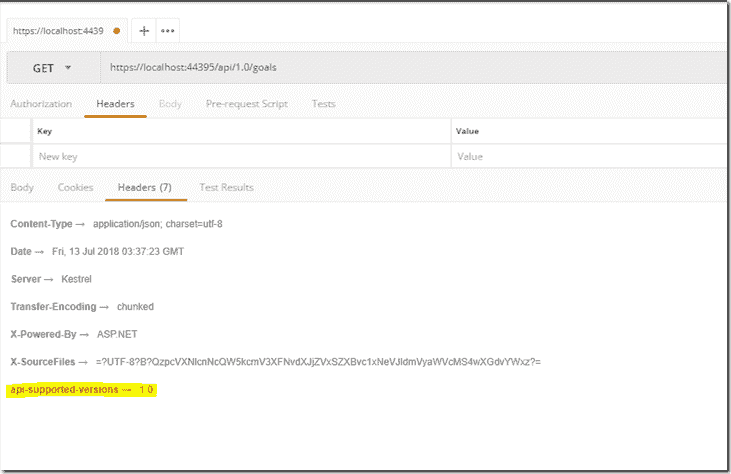 https://localhost:4439
GET https://localhost:44395/api/1.0/goals
Authorization Headers Body Pre-request Script Tests
Key Value
New key Value
Body Cookies Headers (7) Test Results
Content-Type → application/json; charset=utf-8
Date → Fri, 13 Jul 2018 03:37:23 GMT
Server → Kestrel
Transfer-Encoding → chunked
X-Powered-By → ASP.NET
X-SourceFiles →
api-supported-versions → 1.0